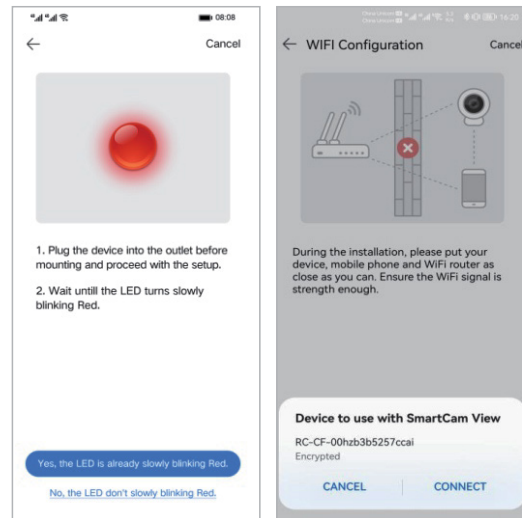 08:08
Cancel
1. Plug the device into the outlet before
mounting and proceed with the setup.
2. Wait untill the LED turns slowly
blinking Red.
Yes, the LED is already slowly blinking Red.
No, the LED don't slowly blinking Red.
16:20
WIFI Configuration
Cancel
During the installation, please put your
device, mobile phone and WiFi router as
close as you can. Ensure the WiFi signal is
strength enough.
Device to use with SmartCam View
RC-CF-00hzb3b5257ccai
Encrypted
CANCEL
CONNECT